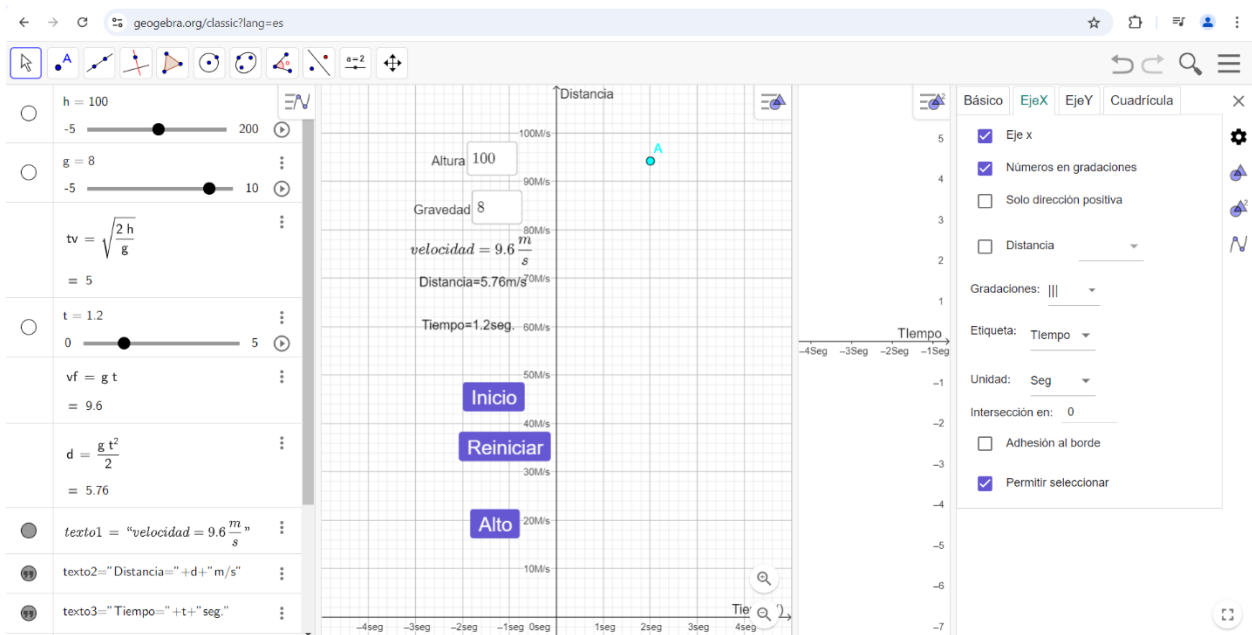 geogebra.org/classic?lang=es
A
a=2
h = 100
-5
200
g = 8
-5
10
tv = √(2 h / g)
= 5
t = 1.2
0
5
vf = g t
= 9.6
d = g t² / 2
= 5.76
texto1 = “velocidad = 9.6 m/s”
texto2="Distancia="+d+"m/s"
texto3="Tiempo="+t+"seg."
Distancia
100M/s
A
Altura 100
90M/s
Gravedad 8
80M/s
velocidad = 9.6 m/s
Distancia=5.76m/s
70M/s
Tiempo=1.2seg.
60M/s
50M/s
Inicio
40M/s
Reiniciar
30M/s
Alto
20M/s
10M/s
-4seg -3seg -2seg -1seg 0seg 1seg 2seg 3seg 4seg
5
4
3
2
1
TIempo
-4Seg -3Seg -2Seg -1Seg
-1
-2
-3
-4
-5
-6
-7
Básico EjeX EjeY Cuadrícula
Eje x
Números en gradaciones
Solo dirección positiva
Distancia
Gradaciones: |||
Etiqueta: TIempo
Unidad: Seg
Intersección en: 0
Adhesión al borde
Permitir seleccionar